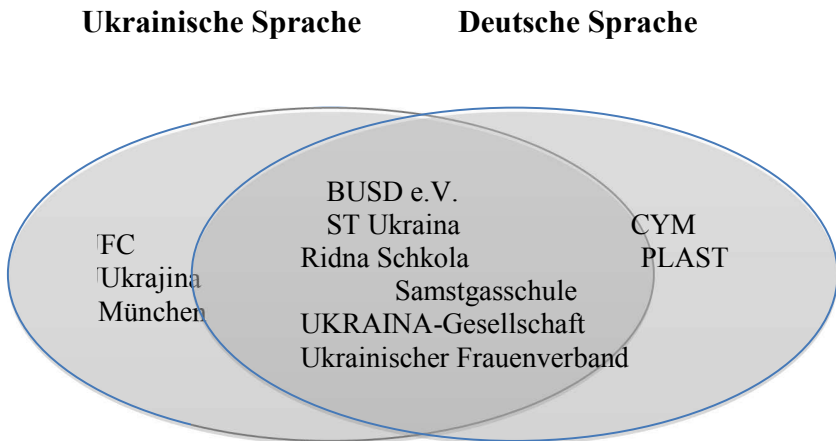 Ukrainische Sprache
Deutsche Sprache
FC
Ukrajina
München
BUSD e.V.
ST Ukraina
Ridna Schkola
Samstgasschule
UKRAINA-Gesellschaft
Ukrainischer Frauenverband
CYM
PLAST